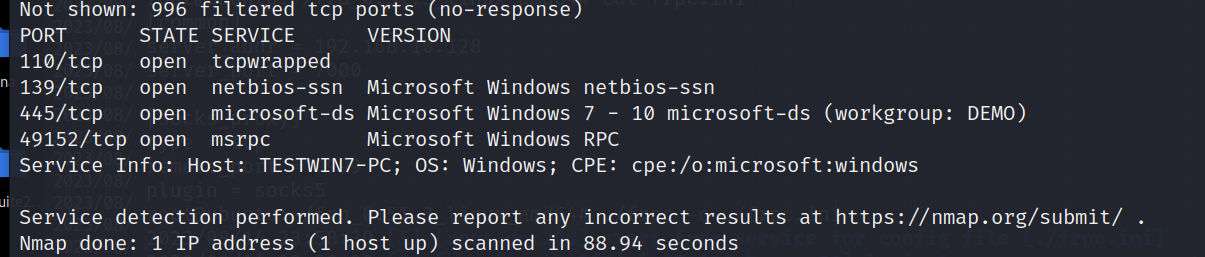 Not shown: 996 filtered tcp ports (no-response)
PORT      STATE SERVICE      VERSION
110/tcp   open  tcpwrapped
139/tcp   open  netbios-ssn  Microsoft Windows netbios-ssn
445/tcp   open  microsoft-ds Microsoft Windows 7 - 10 microsoft-ds (workgroup: DEMO)
49152/tcp open  msrpc        Microsoft Windows RPC
Service Info: Host: TESTWIN7-PC; OS: Windows; CPE: cpe:/o:microsoft:windows
plugin = socks5
Service detection performed. Please report any incorrect results at https://nmap.org/submit/ .
Nmap done: 1 IP address (1 host up) scanned in 88.94 seconds